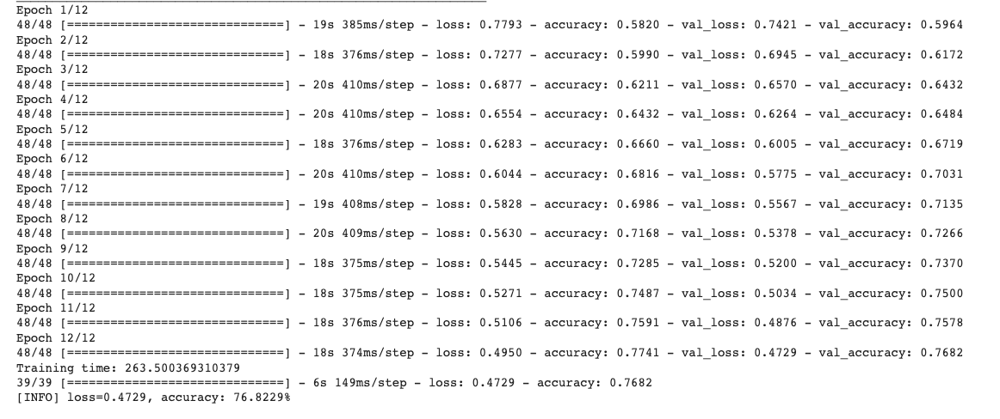 Epoch 1/12
48/48 [==============================] - 19s 385ms/step - loss: 0.7793 - accuracy: 0.5820 - val_loss: 0.7421 - val_accuracy: 0.5964
Epoch 2/12
48/48 [==============================] - 18s 376ms/step - loss: 0.7277 - accuracy: 0.5990 - val_loss: 0.6945 - val_accuracy: 0.6172
Epoch 3/12
48/48 [==============================] - 20s 410ms/step - loss: 0.6877 - accuracy: 0.6211 - val_loss: 0.6570 - val_accuracy: 0.6432
Epoch 4/12
48/48 [==============================] - 20s 410ms/step - loss: 0.6554 - accuracy: 0.6432 - val_loss: 0.6264 - val_accuracy: 0.6484
Epoch 5/12
48/48 [==============================] - 18s 376ms/step - loss: 0.6283 - accuracy: 0.6660 - val_loss: 0.6005 - val_accuracy: 0.6719
Epoch 6/12
48/48 [==============================] - 20s 410ms/step - loss: 0.6044 - accuracy: 0.6816 - val_loss: 0.5775 - val_accuracy: 0.7031
Epoch 7/12
48/48 [==============================] - 19s 408ms/step - loss: 0.5828 - accuracy: 0.6986 - val_loss: 0.5567 - val_accuracy: 0.7135
Epoch 8/12
48/48 [==============================] - 20s 409ms/step - loss: 0.5630 - accuracy: 0.7168 - val_loss: 0.5378 - val_accuracy: 0.7266
Epoch 9/12
48/48 [==============================] - 18s 375ms/step - loss: 0.5445 - accuracy: 0.7285 - val_loss: 0.5200 - val_accuracy: 0.7370
Epoch 10/12
48/48 [==============================] - 18s 375ms/step - loss: 0.5271 - accuracy: 0.7487 - val_loss: 0.5034 - val_accuracy: 0.7500
Epoch 11/12
48/48 [==============================] - 18s 376ms/step - loss: 0.5106 - accuracy: 0.7591 - val_loss: 0.4876 - val_accuracy: 0.7578
Epoch 12/12
48/48 [==============================] - 18s 374ms/step - loss: 0.4950 - accuracy: 0.7741 - val_loss: 0.4729 - val_accuracy: 0.7682
Training time: 263.500369310379
39/39 [==============================] - 6s 149ms/step - loss: 0.4729 - accuracy: 0.7682
[INFO] loss=0.4729, accuracy: 76.8229%